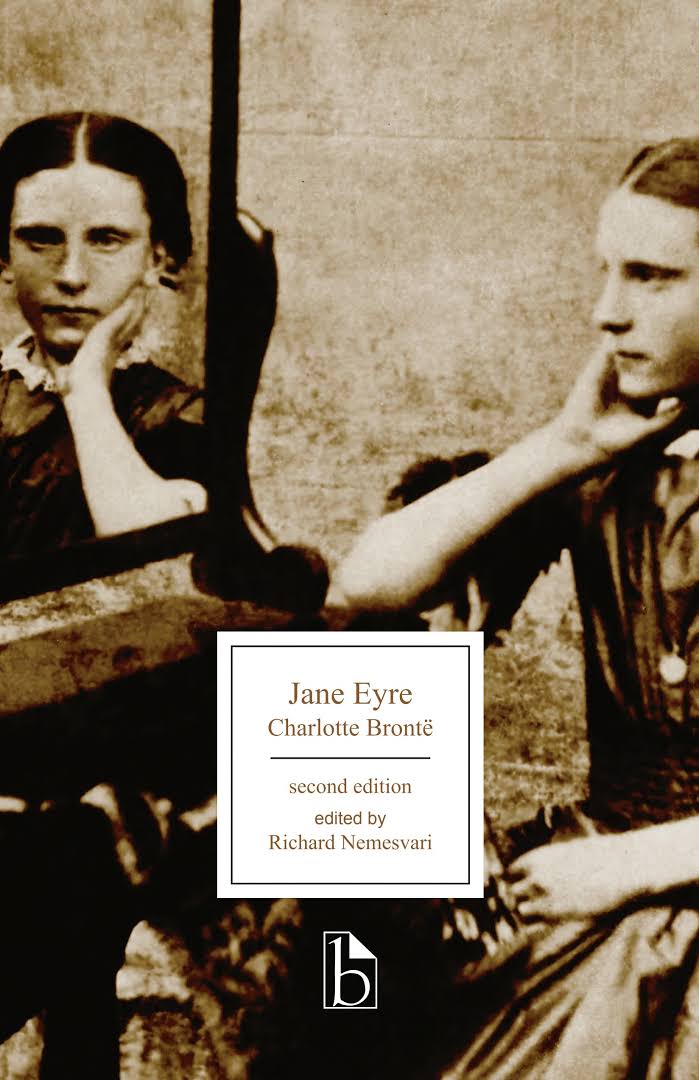 Jane Eyre
Charlotte Brontë
second edition
edited by
Richard Nemesvari
b